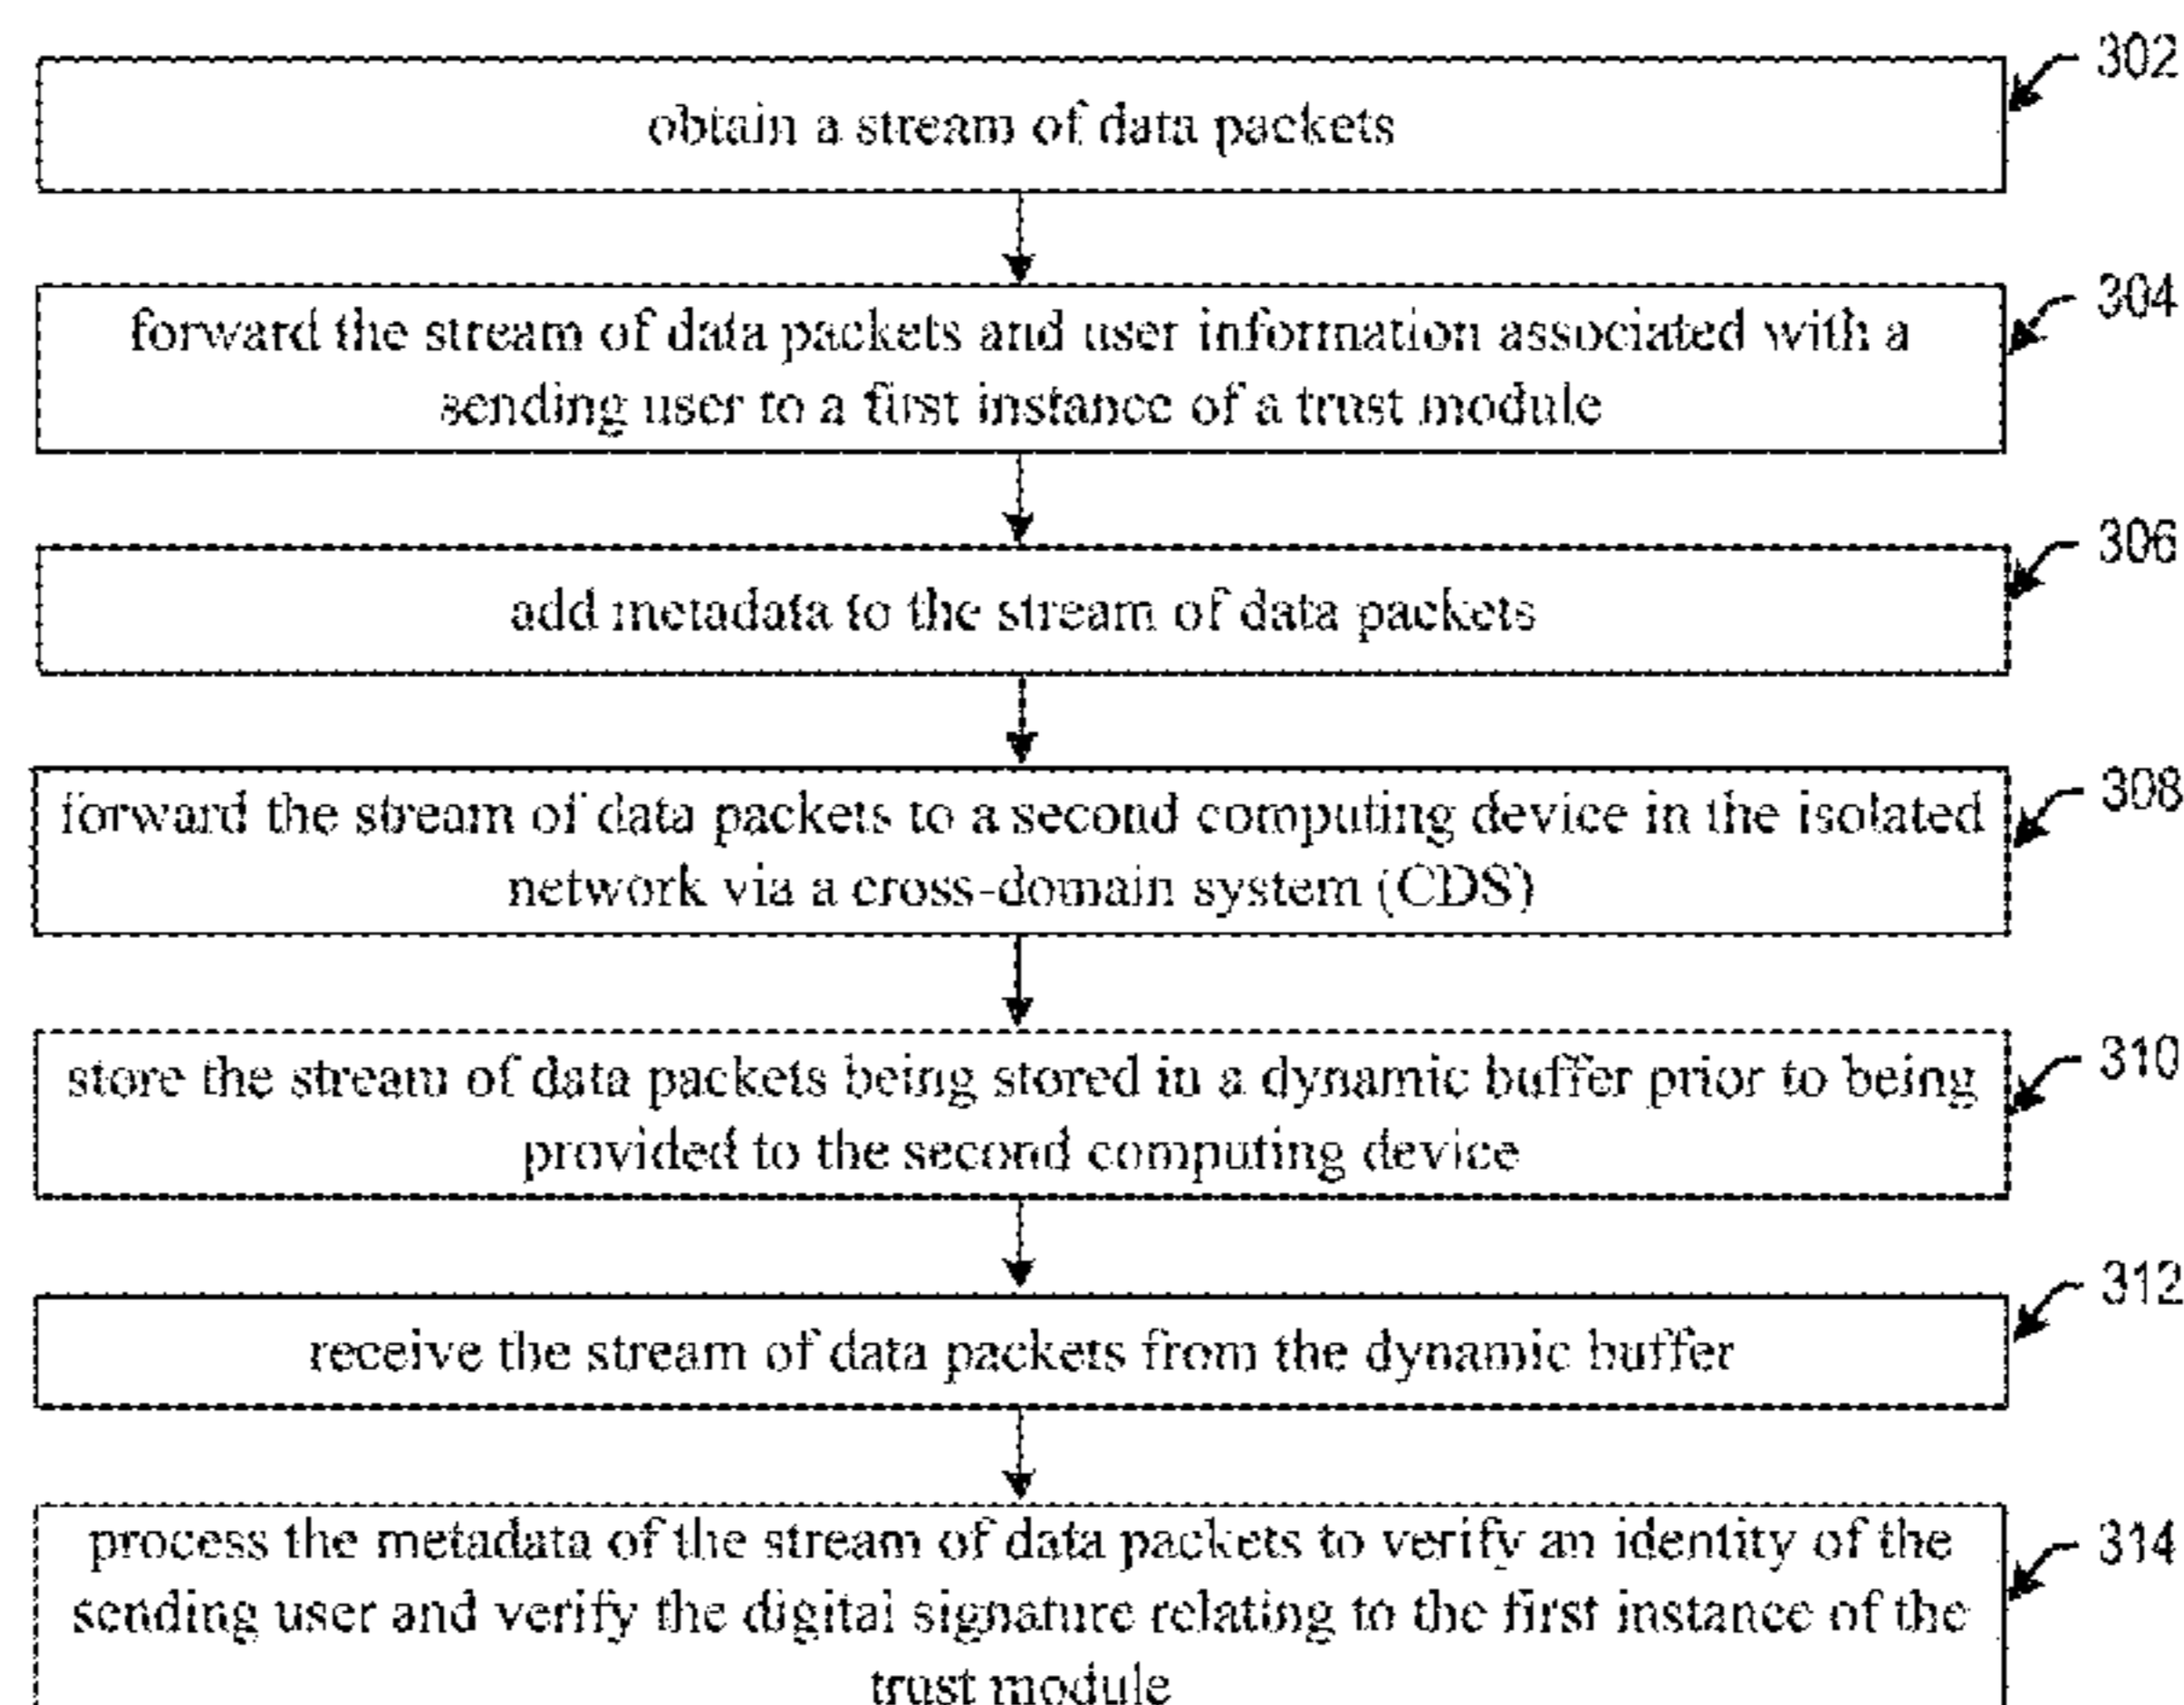 302
obtain a stream of data packets
304
forward the stream of data packets and user information associated with a
sending user to a first instance of a trust module
306
add metadata to the stream of data packets
308
forward the stream of data packets to a second computing device in the isolated
network via a cross-domain system (CDS)
310
store the stream of data packets being stored in a dynamic buffer prior to being
provided to the second computing device
312
receive the stream of data packets from the dynamic buffer
314
process the metadata of the stream of data packets to verify an identity of the
sending user and verify the digital signature relating to the first instance of the
trust module